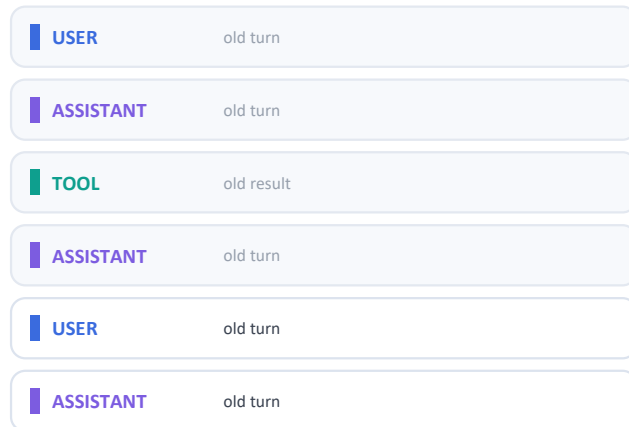 USER old turn
ASSISTANT old turn
TOOL old result
ASSISTANT old turn
USER old turn
ASSISTANT old turn